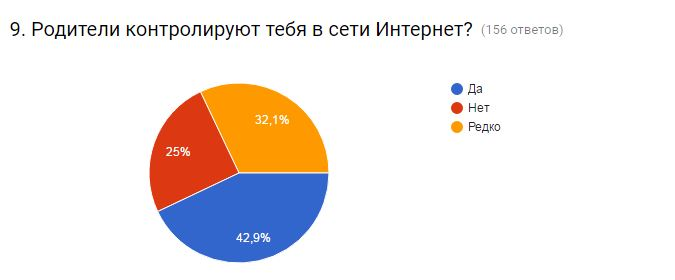 9. Родители контролируют тебя в сети Интернет? (156 ответов)
Да
Нет
Редко
32,1%
25%
42,9%